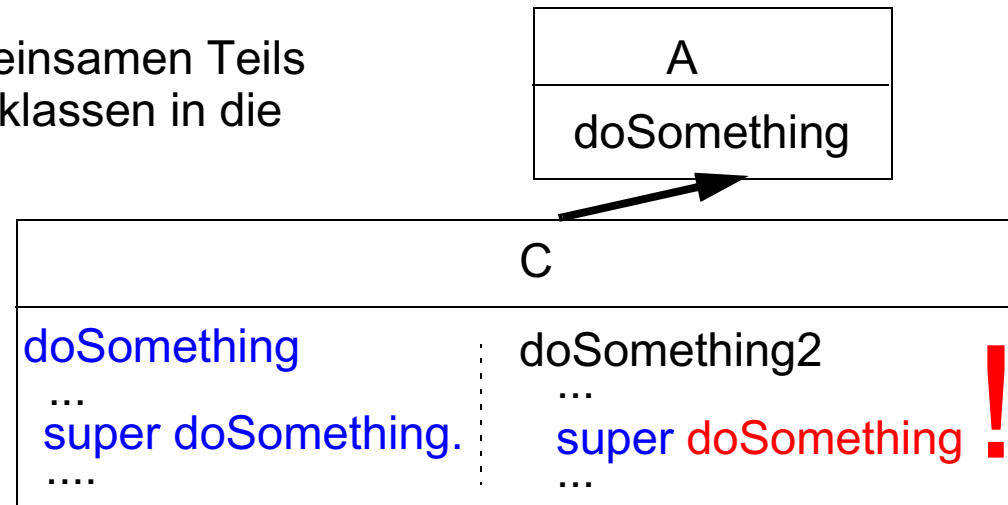 einsamen Teils
klassen in die
A
doSomething
C
doSomething
...
super doSomething.
....
doSomething2
...
super doSomething
...
!